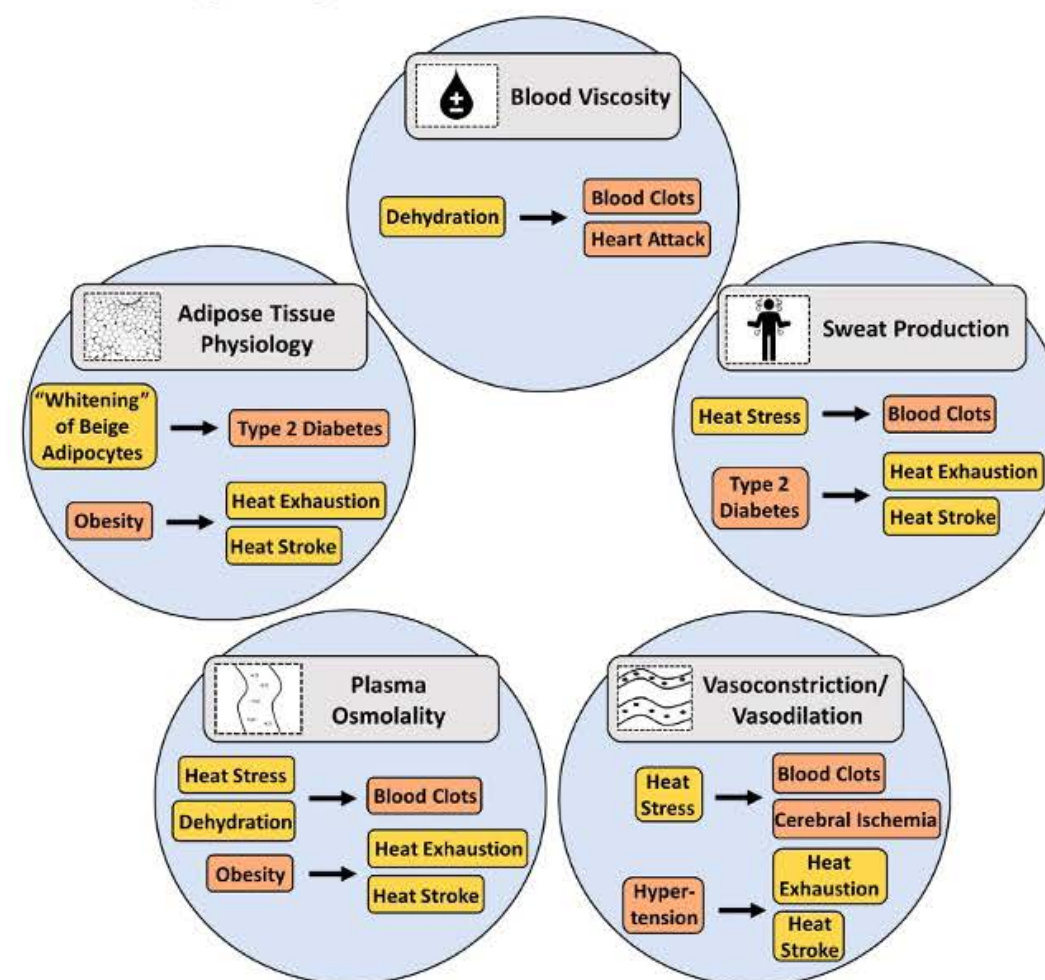 Blood Viscosity
Dehydration
Blood Clots
Heart Attack
Adipose Tissue
Physiology
"Whitening"
of Beige
Adipocytes
Type 2 Diabetes
Obesity
Heat Exhaustion
Heat Stroke
Sweat Production
Heat Stress
Blood Clots
Type 2
Diabetes
Heat Exhaustion
Heat Stroke
Plasma
Osmolality
Heat Stress
Dehydration
Blood Clots
Obesity
Heat Exhaustion
Heat Stroke
Vasoconstriction/
Vasodilation
Heat
Stress
Blood Clots
Cerebral Ischemia
Hyper-
tension
Heat
Exhaustion
Heat
Stroke